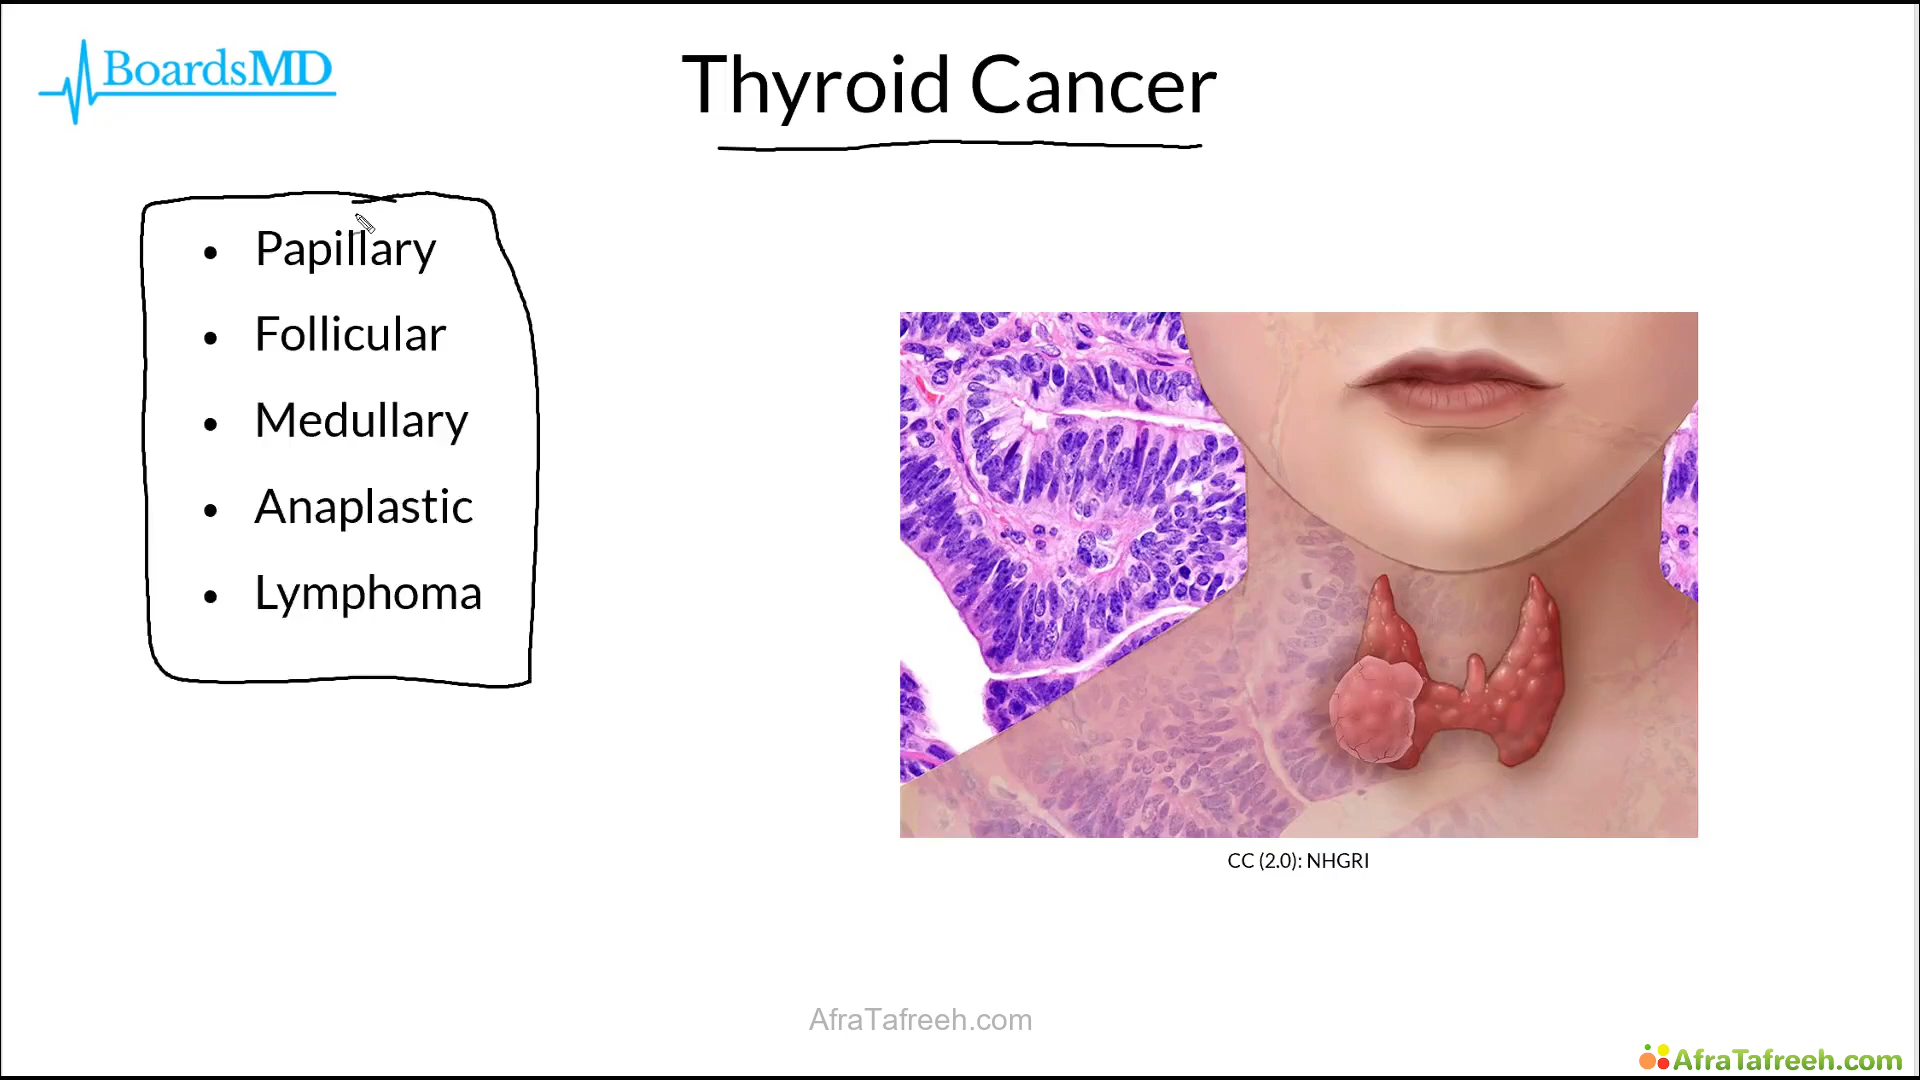 BoardsMD
Thyroid Cancer
• Papillary
• Follicular
• Medullary
• Anaplastic
• Lymphoma
CC (2.0): NHGRI
AfraTafreeh.com
AfraTafreeh.com